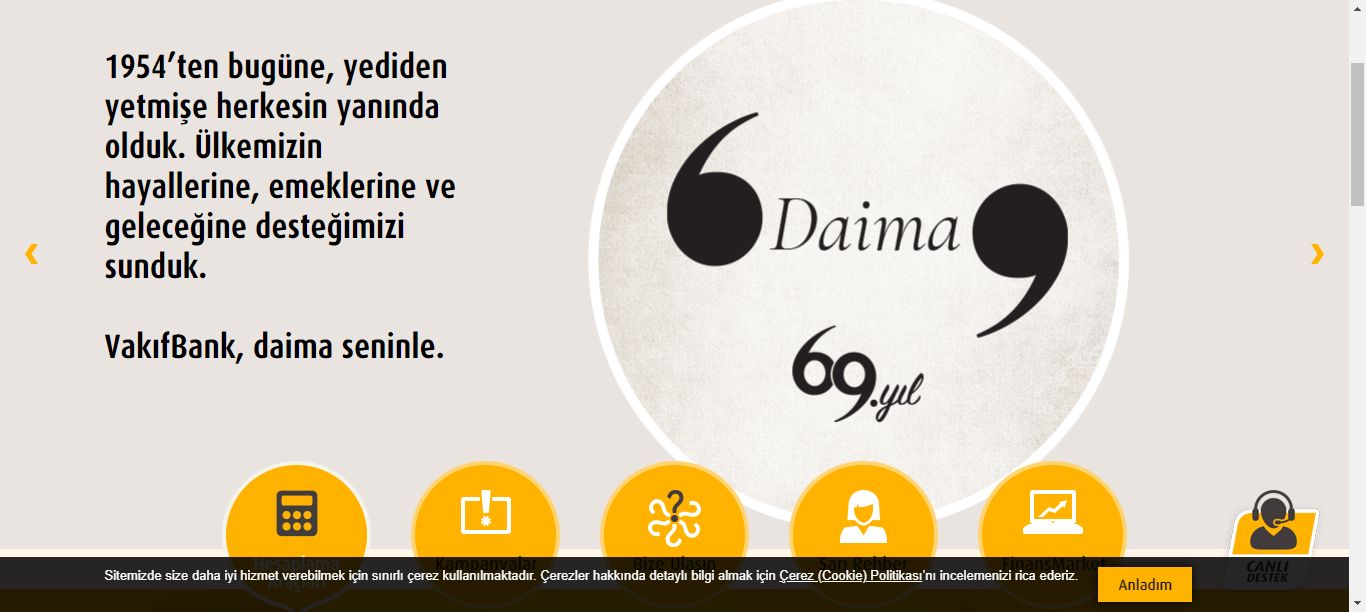 1954’ten bugüne, yediden
yetmişe herkesin yanında
olduk. Ülkemizin
hayallerine, emeklerine ve
geleceğine desteğimizi
sunduk.
VakıfBank, daima seninle.
Daima
69.yıl
Hesaplama
Kampanyalar
Bize Ulaşın
Sarı Rehber
FinansMarket
Sitemizde size daha iyi hizmet verebilmek için sınırlı çerez kullanılmaktadır. Çerezler hakkında detaylı bilgi almak için Çerez (Cookie) Politikası'nı incelemenizi rica ederiz.
Anladım
CANLI
DESTEK